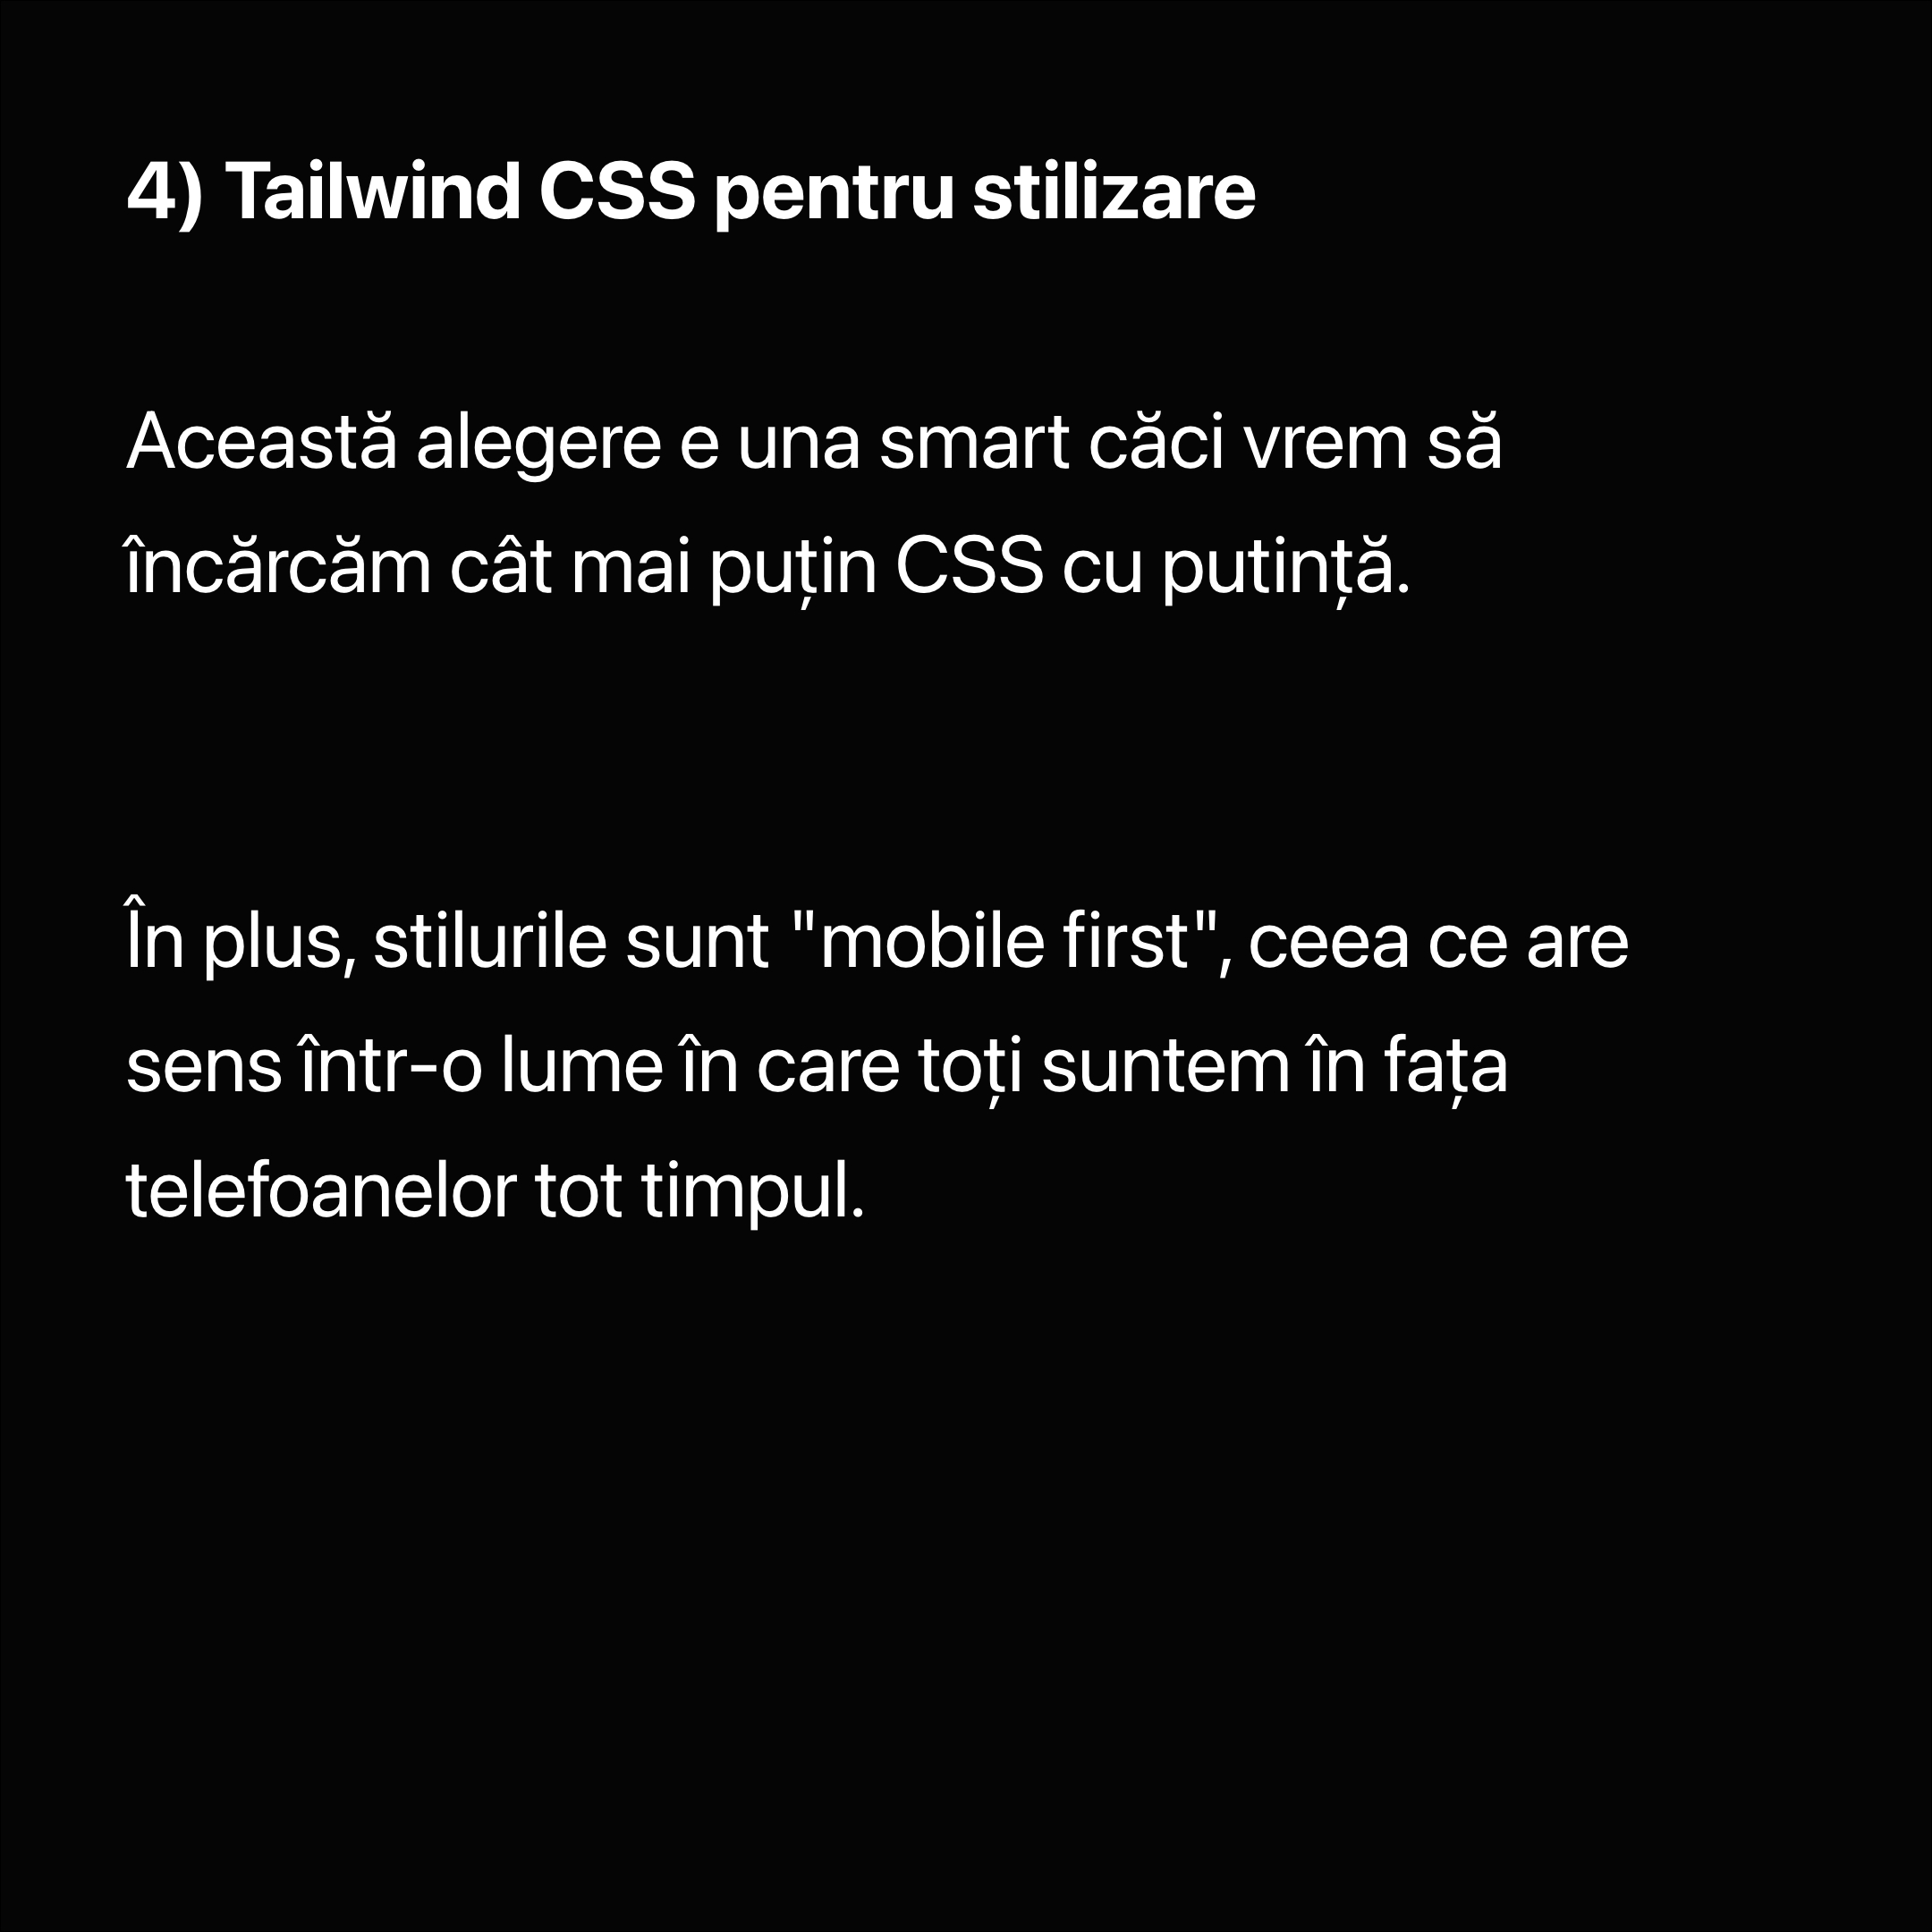 4) Tailwind CSS pentru stilizare
Această alegere e una smart căci vrem să
încărcăm cât mai puțin CSS cu putință.
În plus, stilurile sunt "mobile first", ceea ce are
sens într-o lume în care toți suntem în fața
telefoanelor tot timpul.